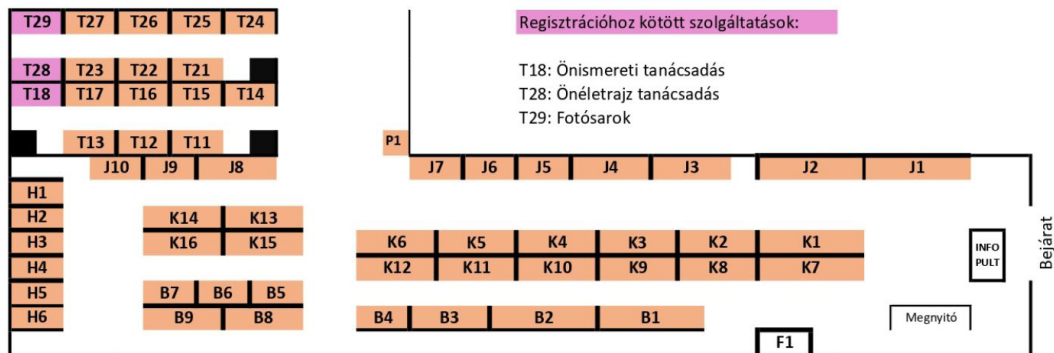 T29 T27 T26 T25 T24
Regisztrációhoz kötött szolgáltatások:
T28 T23 T22 T21
T18: Önismereti tanácsadás
T18 T17 T16 T15 T14
T28: Önéletrajz tanácsadás
T29: Fotósarok
T13 T12 T11 P1
J10 J9 J8 J7 J6 J5 J4 J3 J2 J1
H1
H2 K14 K13
H3 K16 K15 K6 K5 K4 K3 K2 K1
INFO
PULT
Bejárat
H4 K12 K11 K10 K9 K8 K7
H5 B7 B6 B5
H6 B9 B8 B4 B3 B2 B1 Megnyitó
F1